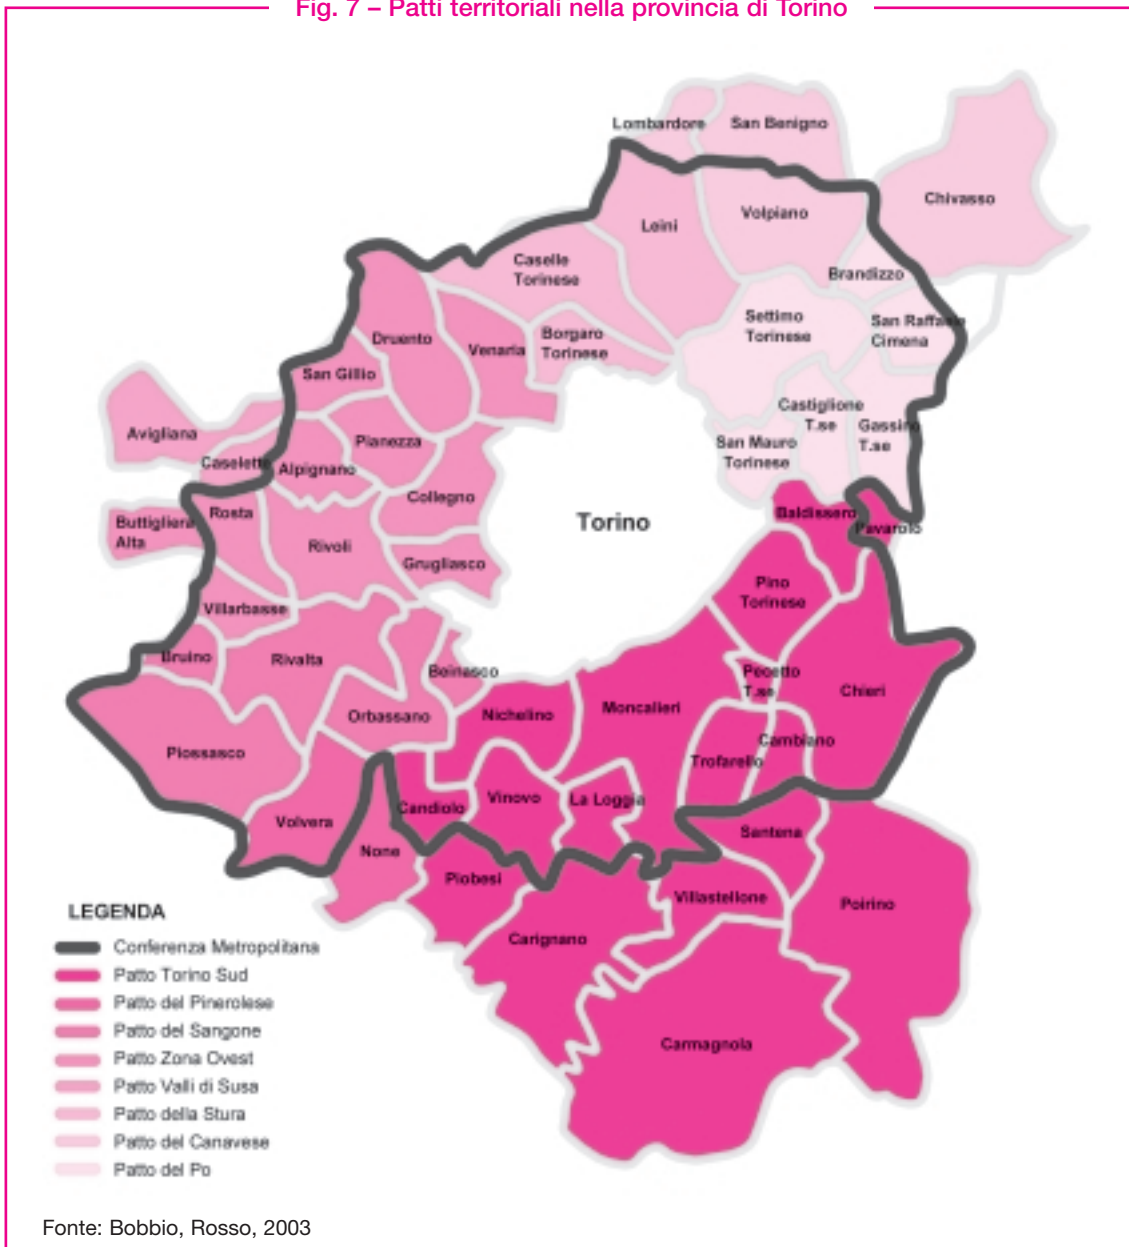 Fig. 7 – Patti territoriali nella provincia di Torino
Lombardore
San Benigno
Chivasso
Leinì
Volpiano
Caselle
Torinese
Brandizzo
Settimo
Torinese
San Raffaele
Cimena
Druento
Venaria
Borgaro
Torinese
San Gillio
Castiglione
T.se
Gassino
T.se
Avigliana
Pianezza
San Mauro
Torinese
Caselette
Alpignano
Collegno
Rosta
Buttigliera
Alta
Torino
Baldissero
Pavarolo
Rivoli
Grugliasco
Pino
Torinese
Villarbasse
Bruino
Rivalta
Beinasco
Pecetto
T.se
Chieri
Nichelino
Moncalieri
Orbassano
Cambiano
Piossasco
Trofarello
Candiolo
Vinovo
La Loggia
Volvera
Santena
None
Piobesi
Villastellone
Poirino
Carignano
Carmagnola
LEGENDA
Conferenza Metropolitana
Patto Torino Sud
Patto del Pinerolese
Patto del Sangone
Patto Zona Ovest
Patto Valli di Susa
Patto della Stura
Patto del Canavese
Patto del Po
Fonte: Bobbio, Rosso, 2003